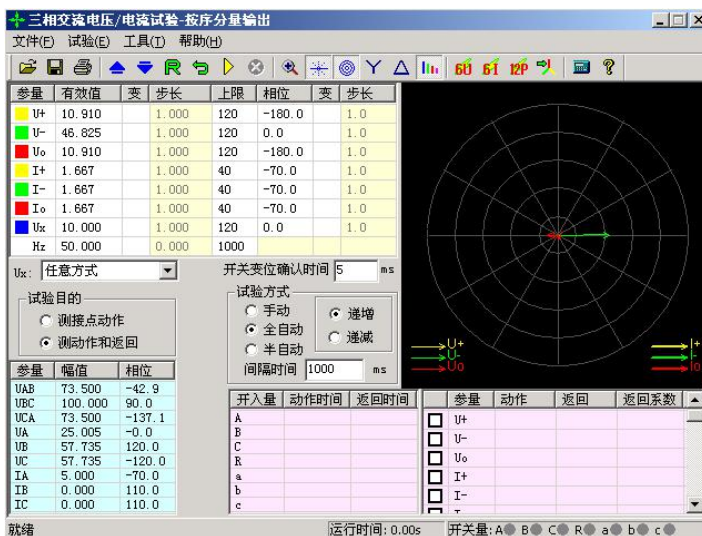 三相交流电压/电流试验-按序分量输出
文件(F) 试验(E) 工具(T) 帮助(H)
6U 6I 12P
参量 有效值 变 步长 上限 相位 变 步长
U+ 10.910 1.000 120 -180.0 1.0
U- 46.825 1.000 120 0.0 1.0
Uo 10.910 1.000 120 -180.0 1.0
I+ 1.667 1.000 40 -70.0 1.0
I- 1.667 1.000 40 -70.0 1.0
Io 1.667 1.000 40 -70.0 1.0
Ux 10.000 1.000 120 0.0 1.0
Hz 50.000 0.000 1000
Ux: 任意方式
开关变位确认时间 5 ms
试验目的
测接点动作
测动作和返回
试验方式
手动
全自动
半自动
递增
递减
间隔时间 1000 ms
U+
U-
Uo
I+
I-
Io
参量 幅值 相位
UAB 73.500 -42.9
UBC 100.000 90.0
UCA 73.500 -137.1
UA 25.005 -0.0
UB 57.735 120.0
UC 57.735 -120.0
IA 5.000 -70.0
IB 0.000 110.0
IC 0.000 110.0
开入量 动作时间 返回时间
A
B
C
R
a
b
c
参量 动作 返回 返回系数
U+
U-
Uo
I+
I-
就绪
运行时间: 0.00s
开关量: A B C R a b c